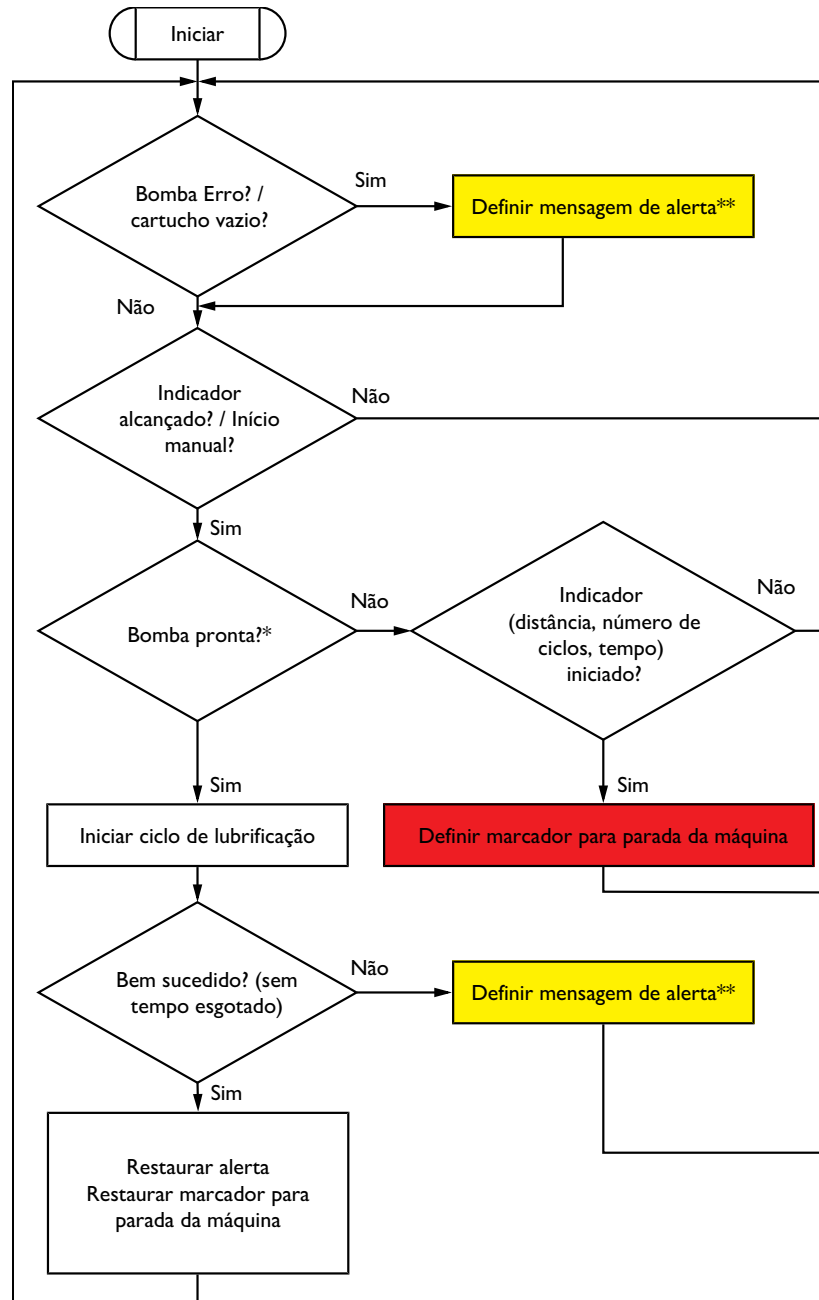 Iniciar
Bomba Erro? /
cartucho vazio?
Sim
Definir mensagem de alerta**
Não
Indicador
alcançado? / Início
manual?
Não
Sim
Bomba pronta?*
Não
Indicador
(distância, número de
ciclos, tempo)
iniciado?
Não
Sim
Sim
Iniciar ciclo de lubrificação
Definir marcador para parada da máquina
Bem sucedido? (sem
tempo esgotado)
Não
Definir mensagem de alerta**
Sim
Restaurar alerta
Restaurar marcador para
parada da máquina